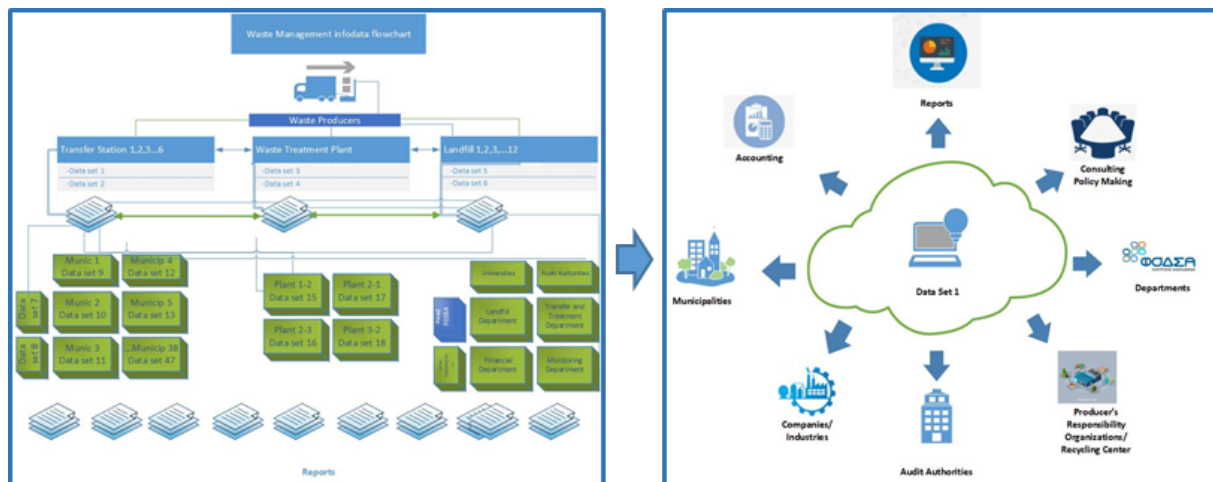 Waste Management infodata flowchart
Waste Producers
Transfer Station 1,2,3...6
Waste Treatment Plant
Landfill 1,2,3,...12
-Data set 1
-Data set 3
-Data set 5
-Data set 2
-Data set 4
-Data set 6
Munic 1
Data set 9
Municip 4
Data set 12
Data
set 7
Munic 2
Data set 10
Municip 5
Data set 13
Data
set 8
Munic 3
Data set 11
...Municip 38
Data set 47
Plant 1-2
Data set 15
Plant 2-1
Data set 17
Plant 2-3
Data set 16
Plant 3-2
Data set 18
Universities
Audit Authorities
Landfill
Department
Transfer and
Treatment
Department
Financial
Department
Monitoring
Department
Reports
Reports
Accounting
Consulting
Policy Making
Municipalities
Data Set 1
ΦΟΔΣΑ
Departments
Companies/
Industries
Audit Authorities
Producer's
Responsibility
Organizations/
Recycling Center